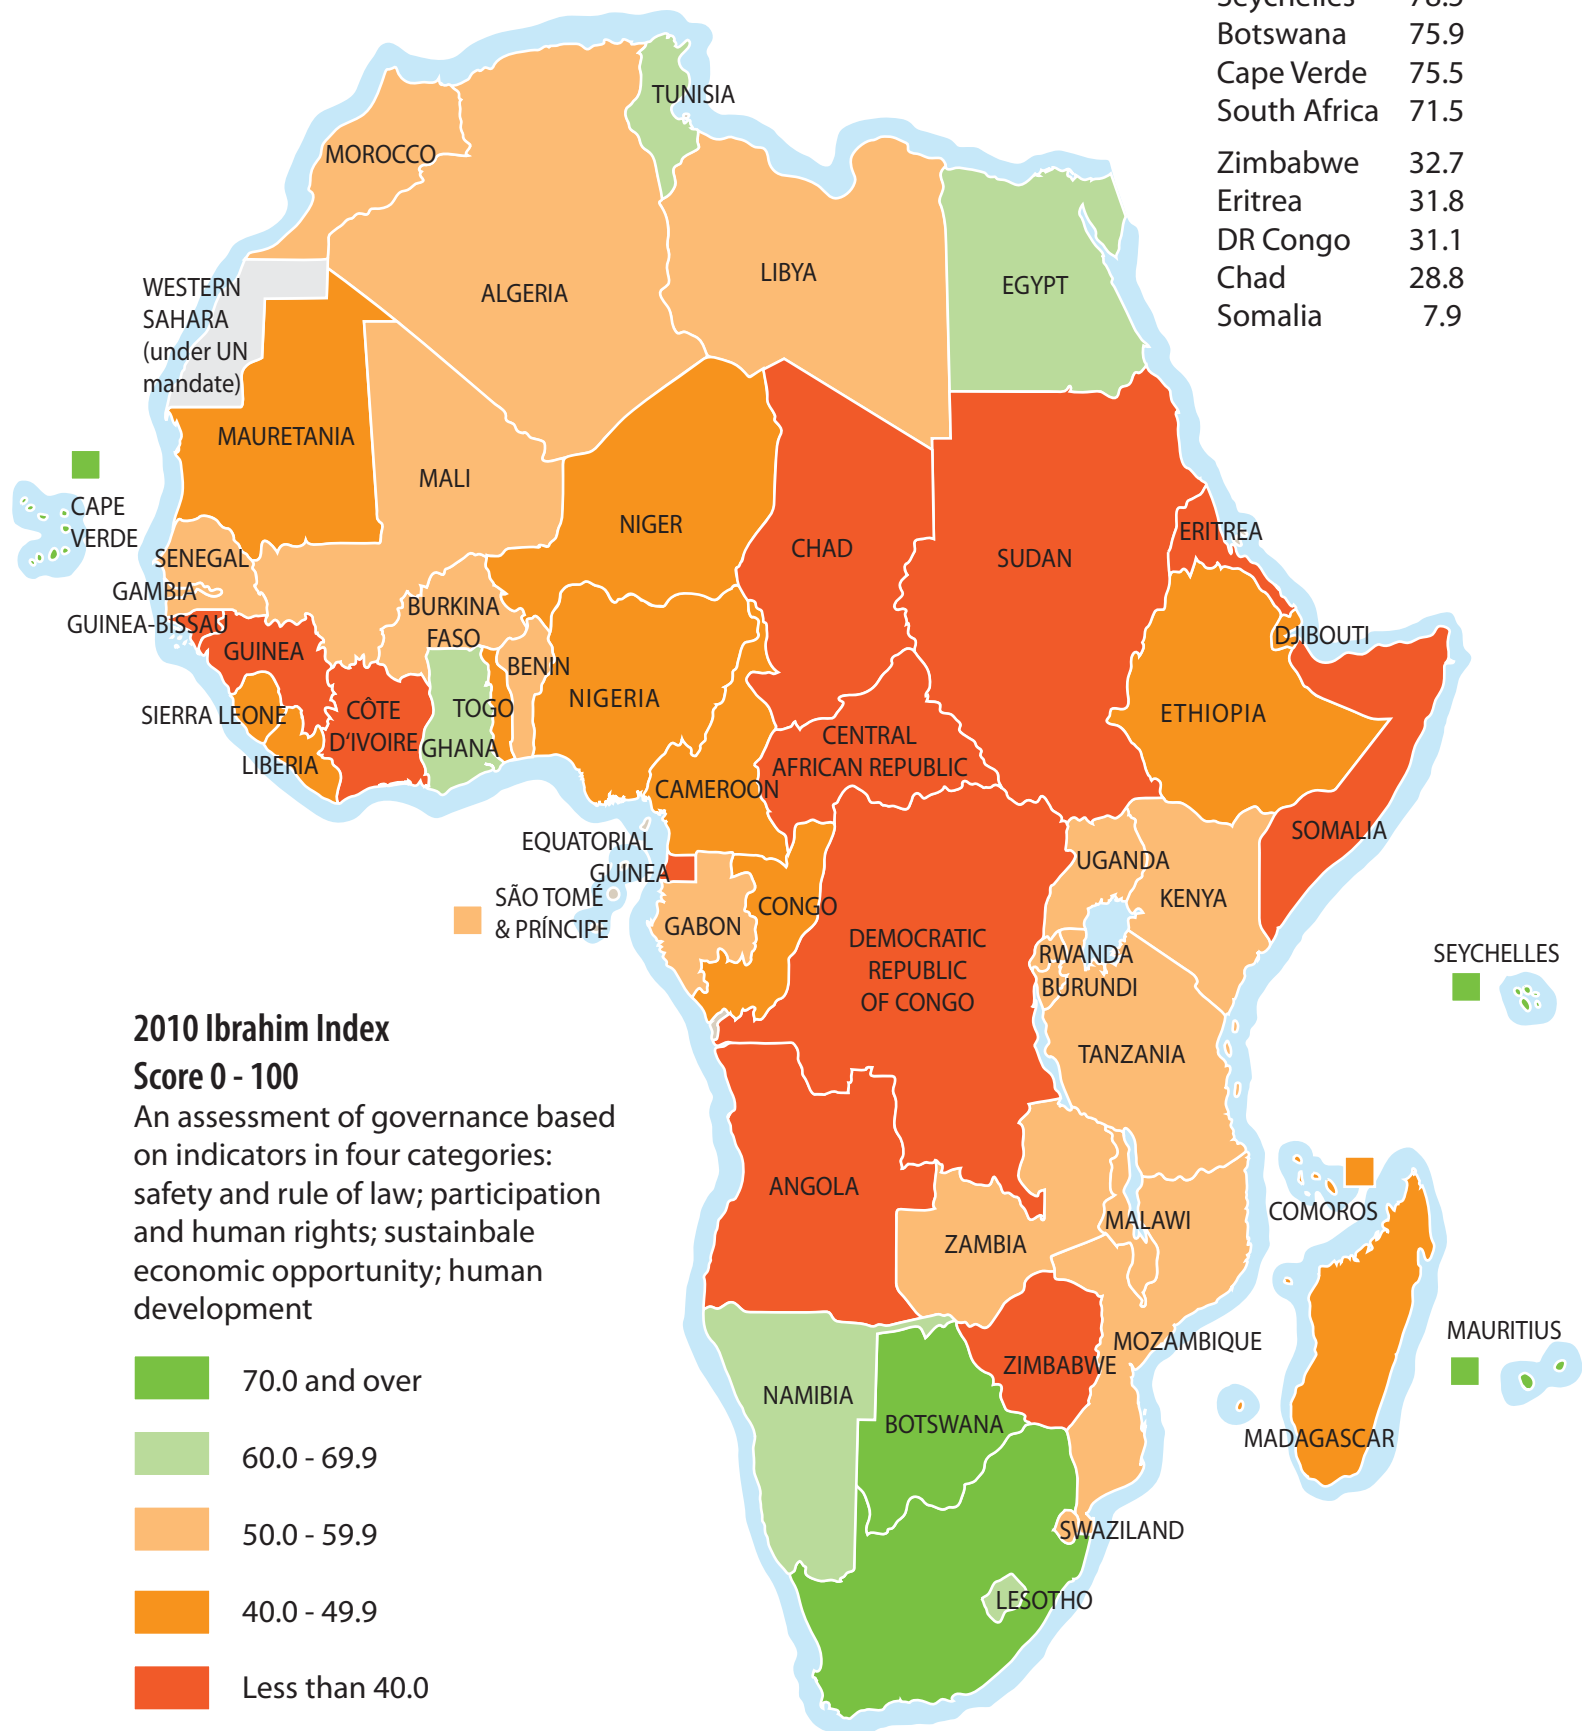 Seychelles 78.5
Botswana 75.9
Cape Verde 75.5
South Africa 71.5
Zimbabwe 32.7
Eritrea 31.8
DR Congo 31.1
Chad 28.8
Somalia 7.9
TUNISIA
MOROCCO
ALGERIA
LIBYA
EGYPT
WESTERN
SAHARA
(under UN
mandate)
MAURETANIA
MALI
NIGER
CHAD
SUDAN
ERITREA
CAPE
VERDE
SENEGAL
GAMBIA
GUINEA-BISSAU
GUINEA
BURKINA
FASO
BENIN
NIGERIA
DJIBOUTI
ETHIOPIA
SIERRA LEONE
LIBERIA
CÔTE
D'IVOIRE
TOGO
GHANA
CENTRAL
AFRICAN REPUBLIC
CAMEROON
SOMALIA
EQUATORIAL
GUINEA
SÃO TOMÉ
& PRÍNCIPE
GABON
CONGO
DEMOCRATIC
REPUBLIC
OF CONGO
UGANDA
KENYA
RWANDA
BURUNDI
TANZANIA
SEYCHELLES
ANGOLA
ZAMBIA
MALAWI
COMOROS
MOZAMBIQUE
ZIMBABWE
MAURITIUS
NAMIBIA
BOTSWANA
MADAGASCAR
SWAZILAND
LESOTHO
2010 Ibrahim Index
Score 0 - 100
An assessment of governance based
on indicators in four categories:
safety and rule of law; participation
and human rights; sustainbale
economic opportunity; human
development
70.0 and over
60.0 - 69.9
50.0 - 59.9
40.0 - 49.9
Less than 40.0